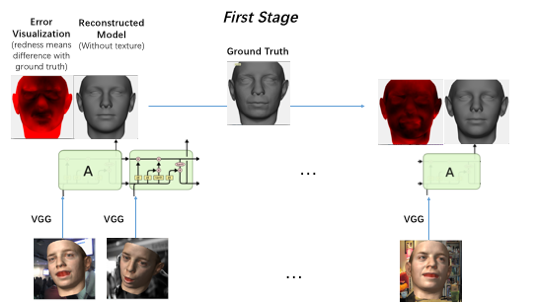 First Stage
Error
Visualization
(redness means
difference with
ground truth)
Reconstructed
Model
(Without texture)
Ground Truth
A
...
A
VGG
VGG
VGG
...